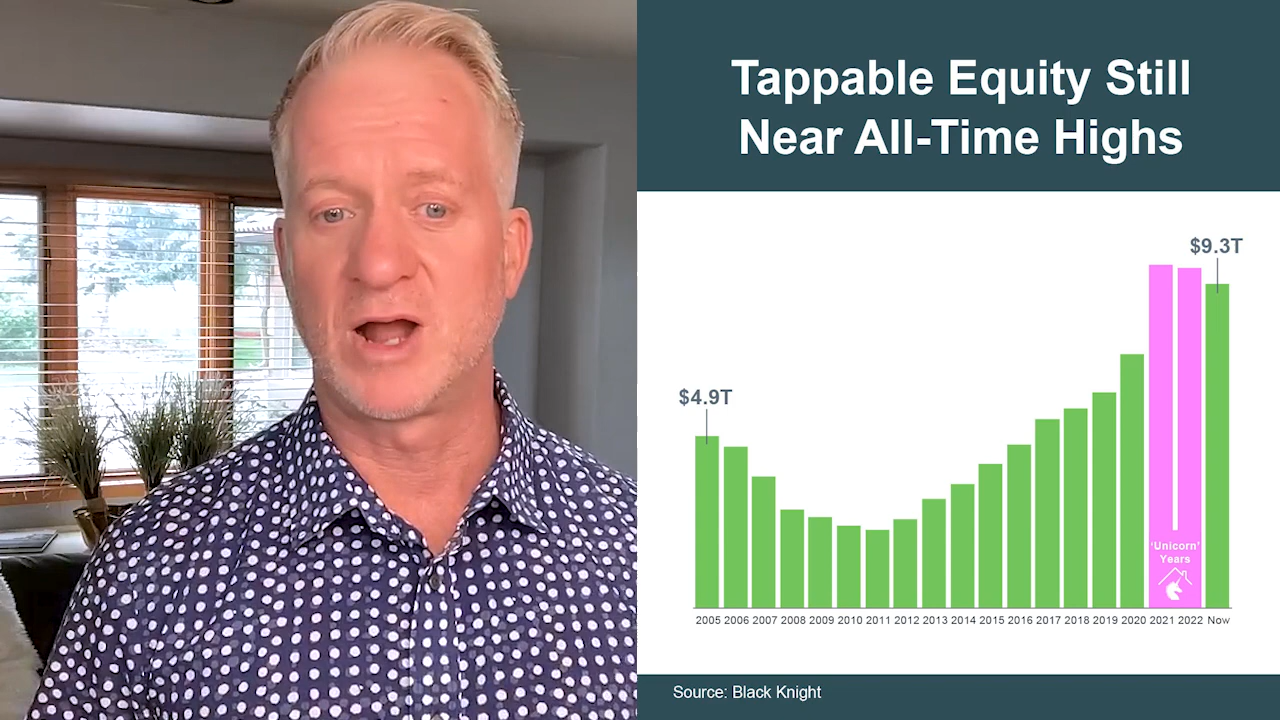 Tappable Equity Still
Near All-Time Highs
$9.3T
$4.9T
'Unicorn'
Years
2005 2006 2007 2008 2009 2010 2011 2012 2013 2014 2015 2016 2017 2018 2019 2020 2021 2022 Now
Source: Black Knight